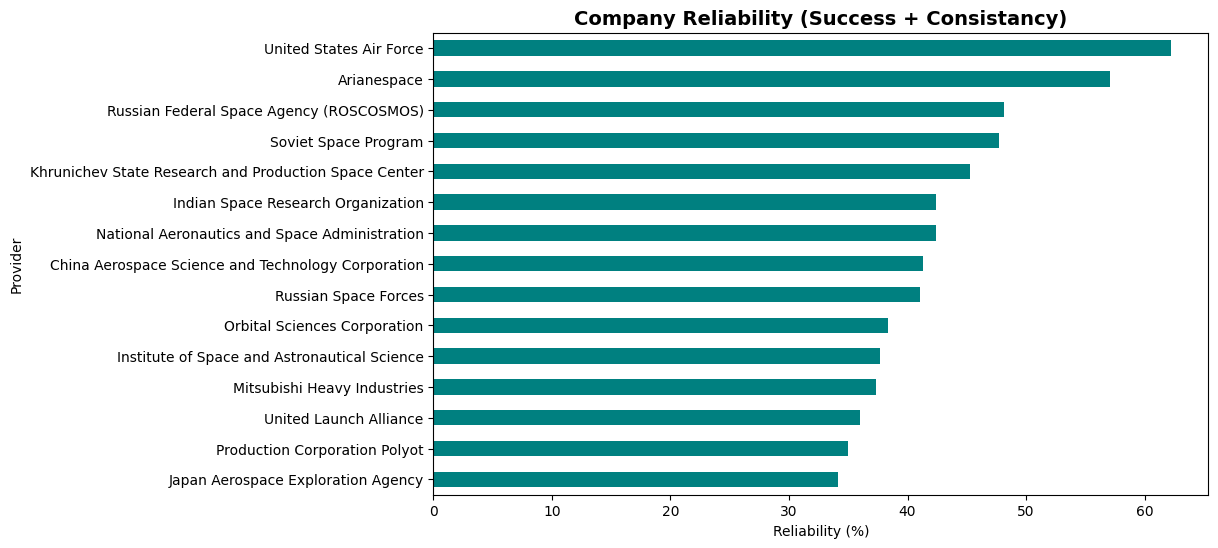 Company Reliability (Success + Consistancy)
United States Air Force
Arianespace
Russian Federal Space Agency (ROSCOSMOS)
Soviet Space Program
Khrunichev State Research and Production Space Center
Indian Space Research Organization
National Aeronautics and Space Administration
China Aerospace Science and Technology Corporation
Russian Space Forces
Orbital Sciences Corporation
Institute of Space and Astronautical Science
Mitsubishi Heavy Industries
United Launch Alliance
Production Corporation Polyot
Japan Aerospace Exploration Agency
Provider
0 10 20 30 40 50 60
Reliability (%)